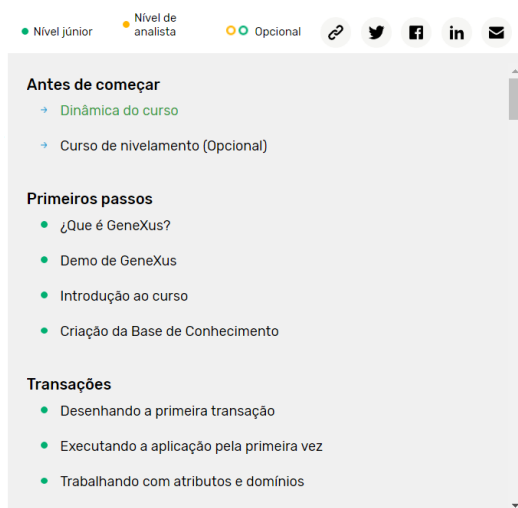 Nível júnior
Nível de
analista
Opcional
Antes de começar
Dinâmica do curso
Curso de nivelamento (Opcional)
Primeiros passos
¿Que é GeneXus?
Demo de GeneXus
Introdução ao curso
Criação da Base de Conhecimento
Transações
Desenhando a primeira transação
Executando a aplicação pela primeira vez
Trabalhando com atributos e domínios